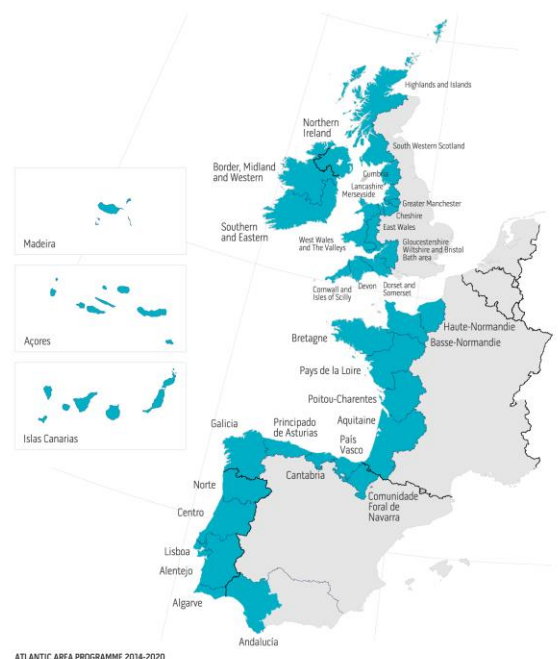 Highlands and Islands
Northern
Ireland
South Western Scotland
Border, Midland
and Western
Cumbria
Lancashire
Merseyside
Greater Manchester
Cheshire
East Wales
Southern
and Eastern
West Wales
and The Valleys
Gloucestershire
Wiltshire and Bristol
Bath area
Cornwall and
Isles of Scilly
Devon
Dorset and
Somerset
Madeira
Açores
Islas Canarias
Haute-Normandie
Basse-Normandie
Bretagne
Pays de la Loire
Poitou-Charentes
Aquitaine
Galicia
Principado
de Asturias
País
Vasco
Cantabria
Comunidade
Foral de
Navarra
Norte
Centro
Lisboa
Alentejo
Algarve
Andalucía
ATLANTIC AREA PROGRAMME 2014-2020